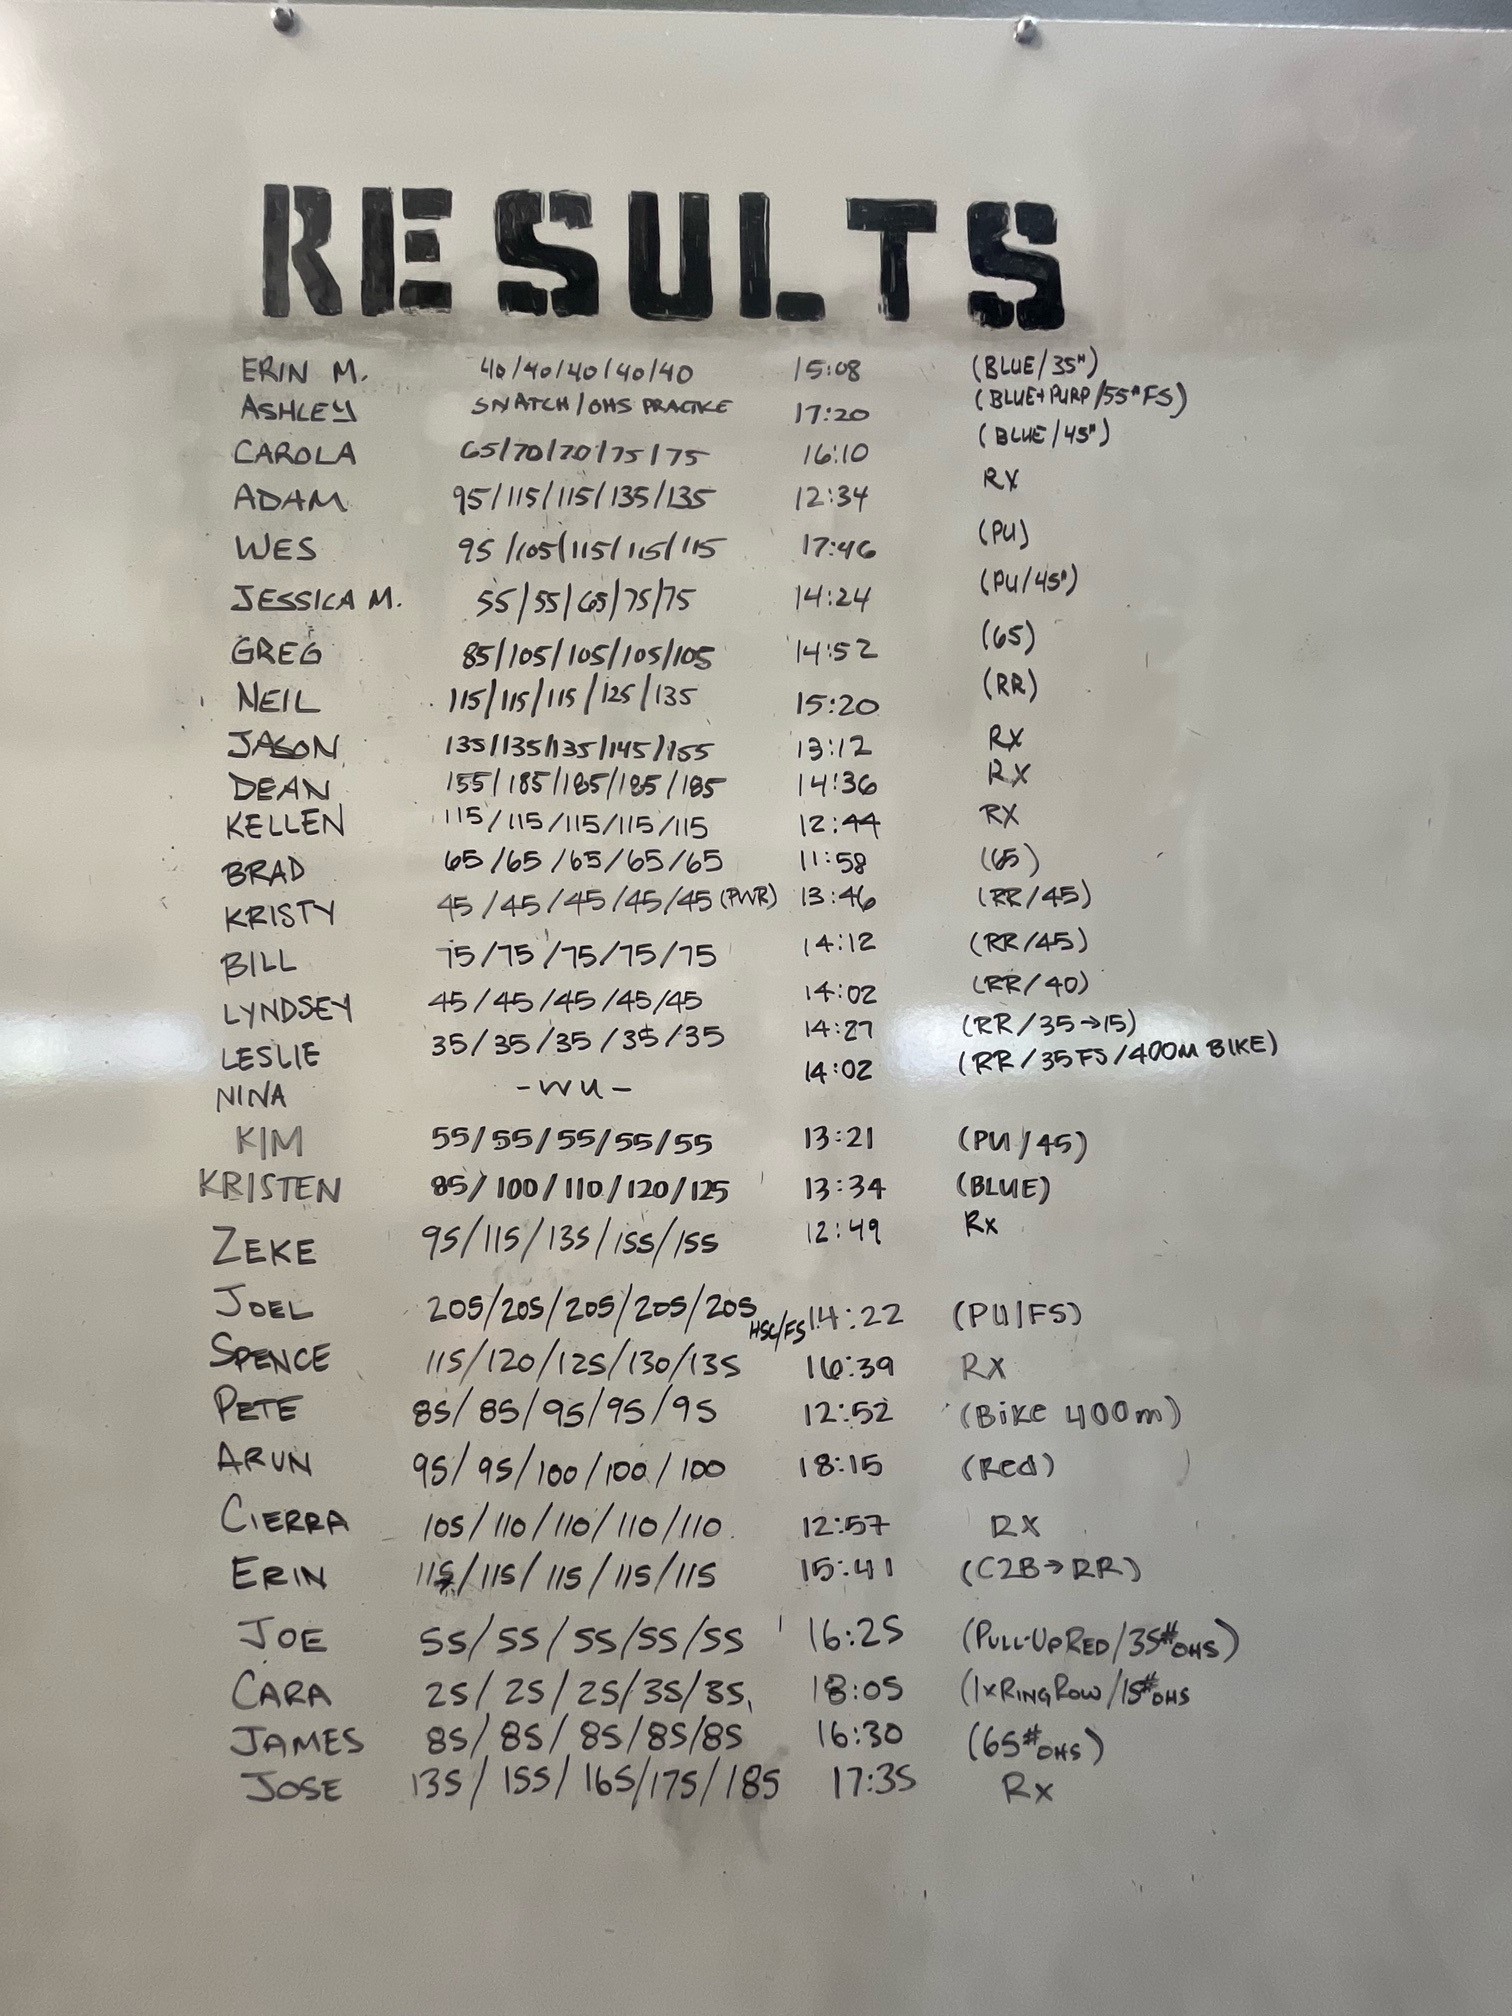 RESULTS
ERIN M. 40/40/40/40/40 15:08 (BLUE/35#)
ASHLEY SNATCH/OHS PRACTICE 17:20 (BLUE+PURP/55#FS)
CAROLA 65/70/70/75/75 16:10 (BLUE/45#)
ADAM 95/115/115/135/135 12:34 RX
WES 95/105/115/115/115 17:46 (PU)
JESSICA M. 55/55/65/75/75 14:24 (PU/45#)
GREG 85/105/105/105/105 14:52 (65)
NEIL 115/115/115/125/135 15:20 (RR)
JASON 135/135/135/145/155 13:12 RX
DEAN 155/185/185/185/185 14:36 RX
KELLEN 115/115/115/115/115 12:44 RX
BRAD 65/65/65/65/65 11:58 (65)
KRISTY 45/45/45/45/45 (PWR) 13:46 (RR/45)
BILL 75/75/75/75/75 14:12 (RR/45)
LYNDSEY 45/45/45/45/45 14:02 (RR/40)
LESLIE 35/35/35/35/35 14:27 (RR/35→15)
NINA -WU- 14:02 (RR/35FS/400M BIKE)
KIM 55/55/55/55/55 13:21 (PU/45)
KRISTEN 85/100/110/120/125 13:34 (BLUE)
ZEKE 95/115/135/155/155 12:49 Rx
JOEL 205/205/205/205/205 HSC/FS 14:22 (PU/FS)
SPENCE 115/120/125/130/135 16:39 RX
PETE 85/85/95/95/95 12:52 (Bike 400m)
ARUN 95/95/100/100/100 18:15 (Red)
CIERRA 105/110/110/110/110 12:57 RX
ERIN 115/115/115/115/115 15:41 (C2B→RR)
JOE 55/55/55/55/55 16:25 (PULL-UP RED/35#OHS)
CARA 25/25/25/35/35 18:05 (1xRING ROW/15#OHS
JAMES 85/85/85/85/85 16:30 (65#OHS)
JOSE 135/155/165/175/185 17:35 Rx